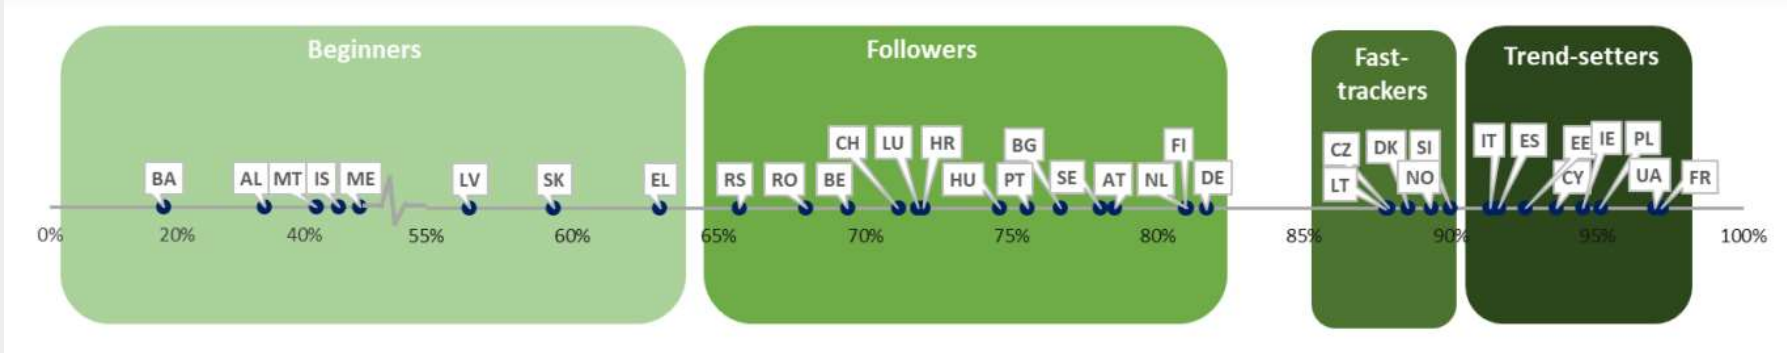 Beginners
Followers
Fast-
trackers
Trend-setters
CH LU HR BG FI CZ DK SI IT ES EE IE PL
BA AL MT IS ME LV SK EL RS RO BE HU PT SE AT NL DE LT NO CY UA FR
0% 20% 40% 55% 60% 65% 70% 75% 80% 85% 90% 95% 100%